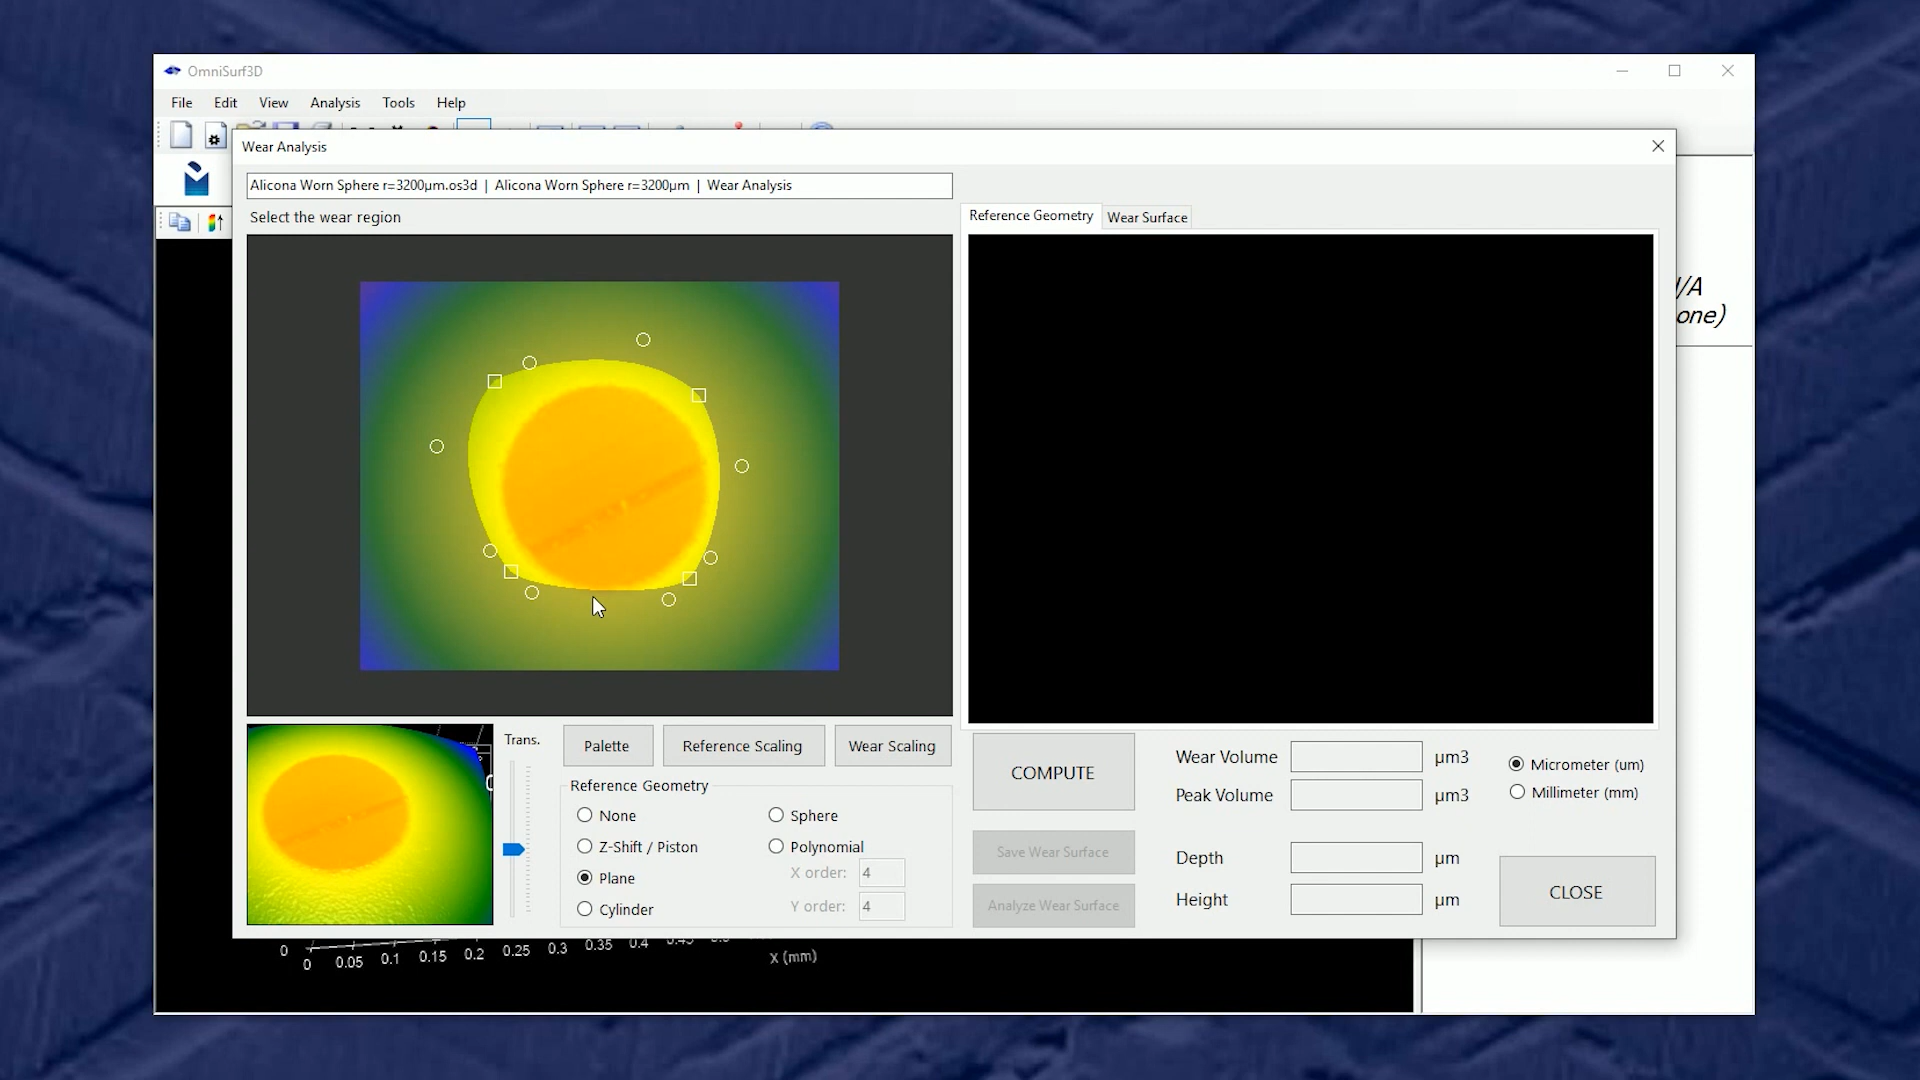 OmniSurf3D
File Edit View Analysis Tools Help
Wear Analysis
Alicona Worn Sphere r=3200µm.os3d | Alicona Worn Sphere r=3200µm | Wear Analysis
Select the wear region
Reference Geometry Wear Surface
/A
one)
Trans.
Palette Reference Scaling Wear Scaling
Reference Geometry
None Sphere
Z-Shift / Piston Polynomial
X order: 4
Plane
Y order: 4
Cylinder
COMPUTE
Save Wear Surface
Analyze Wear Surface
Wear Volume µm3
Peak Volume µm3
Depth µm
Height µm
Micrometer (um)
Millimeter (mm)
CLOSE
0
0 0.05 0.1 0.15 0.2 0.25 0.3 0.35 0.4 0.45
X (mm)